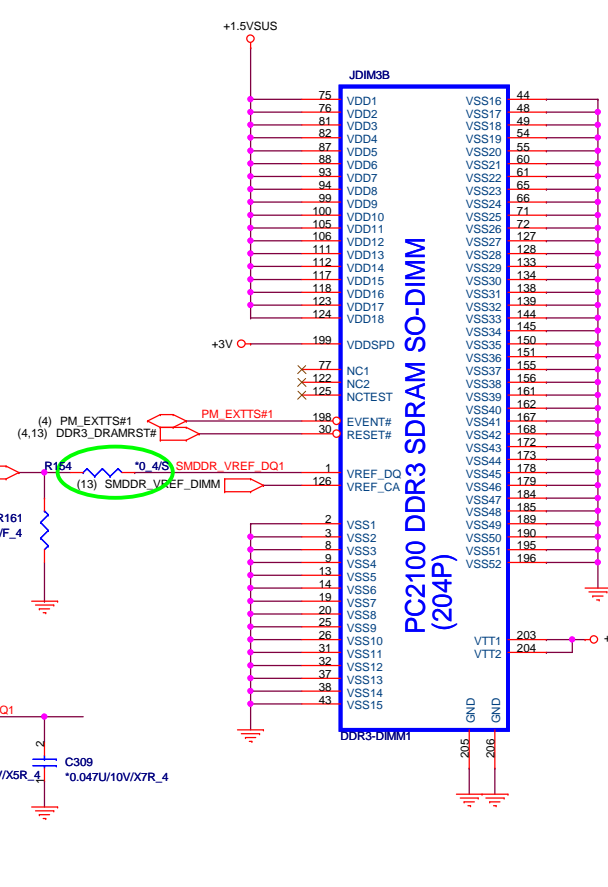 +1.5VSUS
JDIM3B
75 VDD1 VSS16 44
76 VDD2 VSS17 48
81 VDD3 VSS18 49
82 VDD4 VSS19 54
87 VDD5 VSS20 55
88 VDD6 VSS21 60
93 VDD7 VSS22 61
94 VDD8 VSS23 65
99 VDD9 VSS24 66
100 VDD10 VSS25 71
105 VDD11 VSS26 72
106 VDD12 VSS27 127
111 VDD13 VSS28 128
112 VDD14 VSS29 133
117 VDD15 VSS30 134
118 VDD16 VSS31 138
123 VDD17 VSS32 139
124 VDD18 VSS33 144
VSS34 145
+3V 199 VDDSPD VSS35 150
VSS36 151
77 NC1 VSS37 155
122 NC2 VSS38 156
125 NCTEST VSS39 161
VSS40 162
(4) PM_EXTTS#1 PM_EXTTS#1 198 EVENT# VSS41 167
(4,13) DDR3_DRAMRST# 30 RESET# VSS42 168
VSS43 172
VSS44 173
R154 *0_4/S SMDDR_VREF_DQ1 1 VREF_DQ VSS45 178
(13) SMDDR_VREF_DIMM 126 VREF_CA VSS46 179
VSS47 184
VSS48 185
2 VSS1 VSS49 189
3 VSS2 VSS50 190
8 VSS3 VSS51 195
9 VSS4 VSS52 196
13 VSS5
14 VSS6
19 VSS7
20 VSS8
25 VSS9
26 VSS10 VTT1 203
31 VSS11 VTT2 204
32 VSS12
37 VSS13
38 VSS14
43 VSS15
PC2100 DDR3 SDRAM SO-DIMM
(204P)
R161
/F_4
+
GND GND
DDR3-DIMM1
205 206
Q1
2
1
C309
/X5R_4
*0.047U/10V/X7R_4